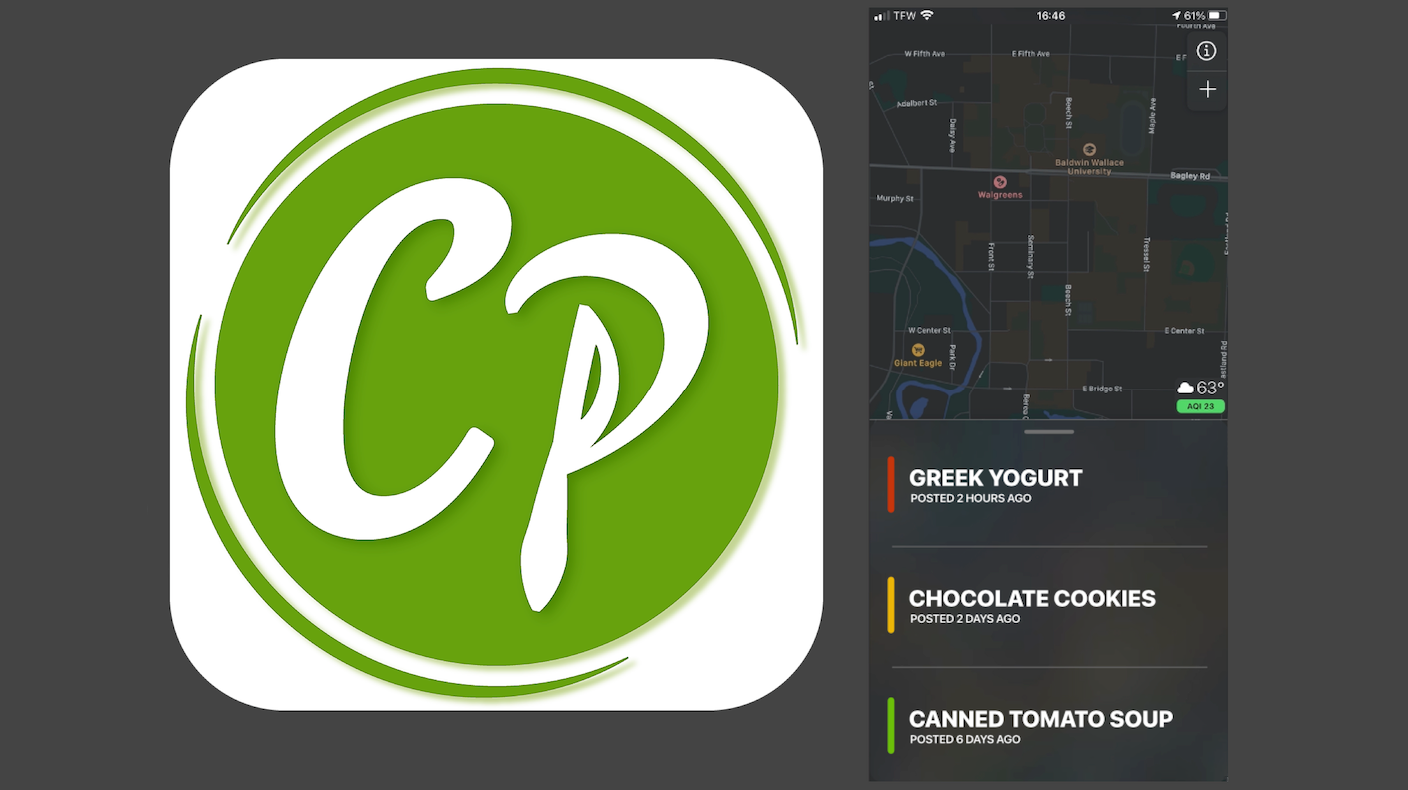 CP
TFW
16:46
61%
Fourth Ave
W Fifth Ave
E Fifth Ave
E F
Adalbert St
Daisy Ave
Beech St
Maple Ave
Baldwin Wallace
University
Walgreens
Bagley Rd
Murphy St
Front St
Seminary St
Tressel St
Beech St
W Center St
E Center St
Park Dr
Giant Eagle
E Bridge St
63°
AQI 23
GREEK YOGURT
POSTED 2 HOURS AGO
CHOCOLATE COOKIES
POSTED 2 DAYS AGO
CANNED TOMATO SOUP
POSTED 6 DAYS AGO